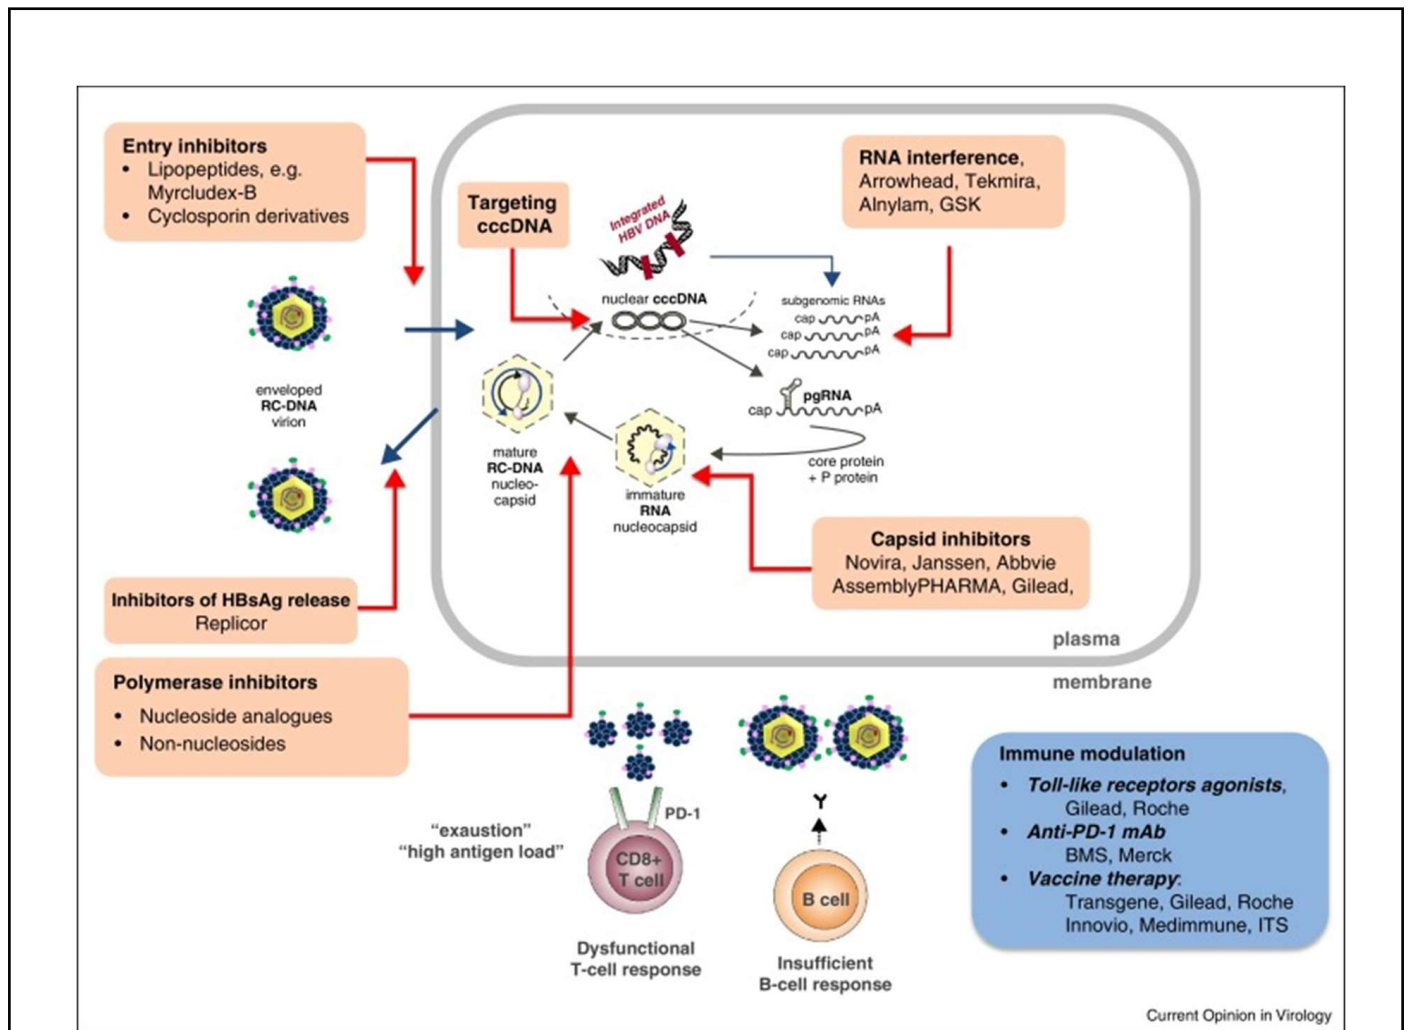 Entry inhibitors
• Lipopeptides, e.g.
Myrcludex-B
• Cyclosporin derivatives
Targeting
cccDNA
Integrated
HBV DNA
RNA interference,
Arrowhead, Tekmira,
Alnylam, GSK
nuclear cccDNA
subgenomic RNAs
cap pA
cap pA
cap pA
enveloped
RC-DNA
virion
pgRNA
cap pA
mature
RC-DNA
nucleo-
capsid
core protein
+ P protein
immature
RNA
nucleocapsid
Capsid inhibitors
Novira, Janssen, Abbvie
AssemblyPHARMA, Gilead,
Inhibitors of HBsAg release
Replicor
plasma
membrane
Polymerase inhibitors
• Nucleoside analogues
• Non-nucleosides
PD-1
"exaustion"
"high antigen load"
CD8+
T cell
B cell
Dysfunctional
T-cell response
Insufficient
B-cell response
Immune modulation
• Toll-like receptors agonists,
Gilead, Roche
• Anti-PD-1 mAb
BMS, Merck
• Vaccine therapy:
Transgene, Gilead, Roche
Innovio, Medimmune, ITS
Current Opinion in Virology